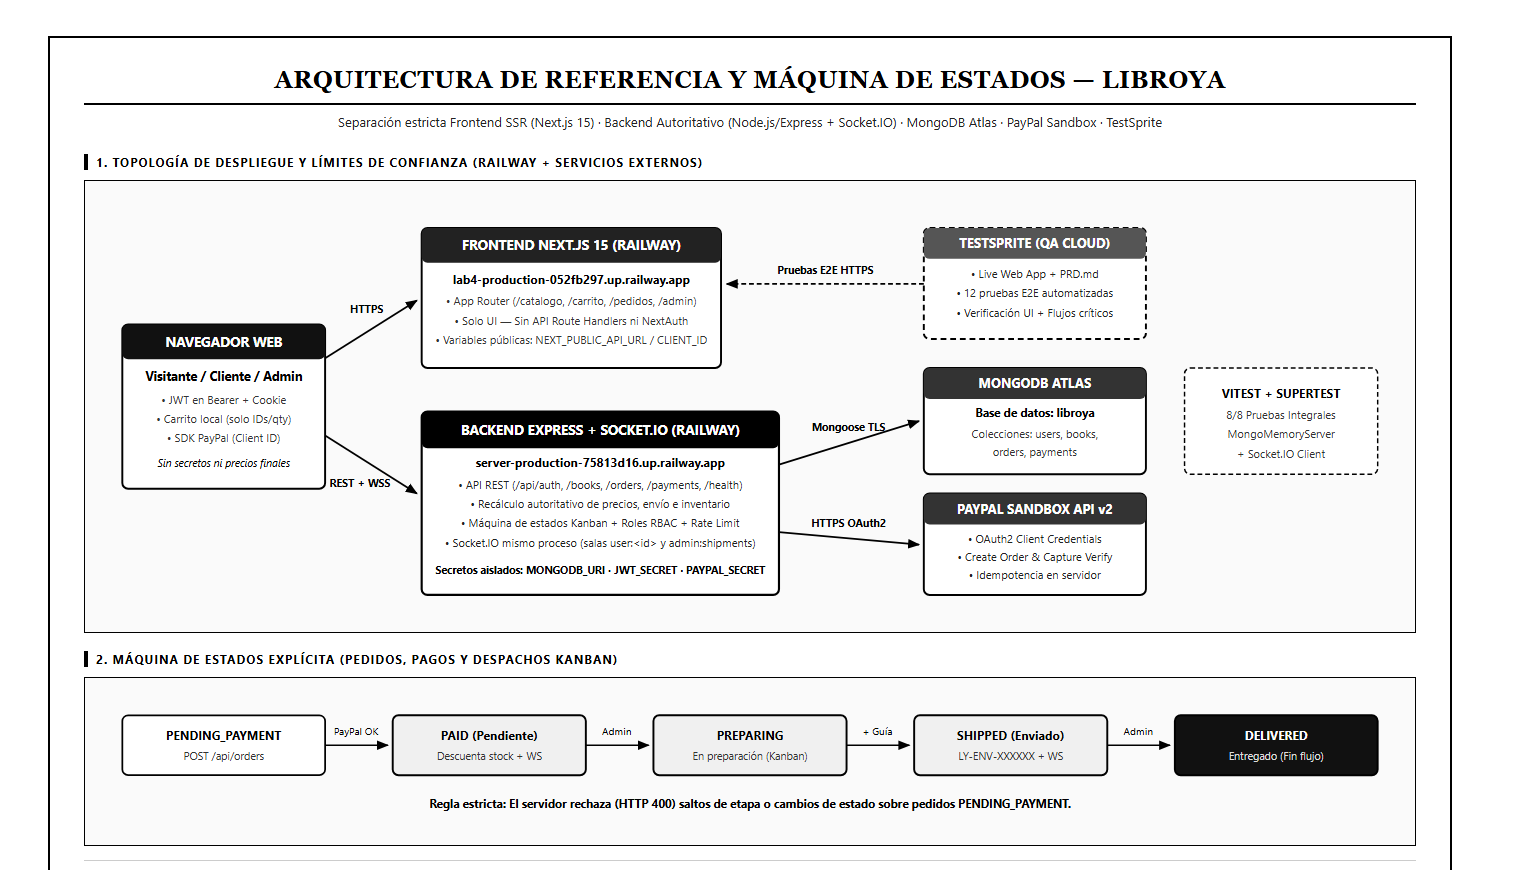 ARQUITECTURA DE REFERENCIA Y MÁQUINA DE ESTADOS — LIBROYA
Separación estricta Frontend SSR (Next.js 15) · Backend Autoritativo (Node.js/Express + Socket.IO) · MongoDB Atlas · PayPal Sandbox · TestSprite
1. TOPOLOGÍA DE DESPLIEGUE Y LÍMITES DE CONFIANZA (RAILWAY + SERVICIOS EXTERNOS)
NAVEGADOR WEB
Visitante / Cliente / Admin
• JWT en Bearer + Cookie
• Carrito local (solo IDs/qty)
• SDK PayPal (Client ID)
Sin secretos ni precios finales
HTTPS
REST + WSS
FRONTEND NEXT.JS 15 (RAILWAY)
lab4-production-052fb297.up.railway.app
• App Router (/catalogo, /carrito, /pedidos, /admin)
• Solo UI — Sin API Route Handlers ni NextAuth
• Variables públicas: NEXT_PUBLIC_API_URL / CLIENT_ID
Pruebas E2E HTTPS
TESTSPRITE (QA CLOUD)
• Live Web App + PRD.md
• 12 pruebas E2E automatizadas
• Verificación UI + Flujos críticos
BACKEND EXPRESS + SOCKET.IO (RAILWAY)
server-production-75813d16.up.railway.app
• API REST (/api/auth, /books, /orders, /payments, /health)
• Recálculo autoritativo de precios, envío e inventario
• Máquina de estados Kanban + Roles RBAC + Rate Limit
• Socket.IO mismo proceso (salas user:<id> y admin:shipments)
Secretos aislados: MONGODB_URI · JWT_SECRET · PAYPAL_SECRET
Mongoose TLS
HTTPS OAuth2
MONGODB ATLAS
Base de datos: libroya
Colecciones: users, books,
orders, payments
VITEST + SUPERTEST
8/8 Pruebas Integrales
MongoMemoryServer
+ Socket.IO Client
PAYPAL SANDBOX API v2
• OAuth2 Client Credentials
• Create Order & Capture Verify
• Idempotencia en servidor
2. MÁQUINA DE ESTADOS EXPLÍCITA (PEDIDOS, PAGOS Y DESPACHOS KANBAN)
PENDING_PAYMENT
POST /api/orders
PayPal OK
PAID (Pendiente)
Descuenta stock + WS
Admin
PREPARING
En preparación (Kanban)
+ Guía
SHIPPED (Enviado)
LY-ENV-XXXXXX + WS
Admin
DELIVERED
Entregado (Fin flujo)
Regla estricta: El servidor rechaza (HTTP 400) saltos de etapa o cambios de estado sobre pedidos PENDING_PAYMENT.